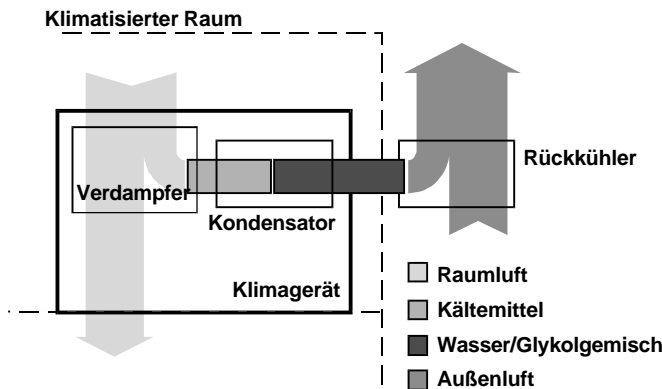 Klimatisierter Raum
Verdampfer
Kondensator
Rückkühler
Klimagerät
Raumluft
Kältemittel
Wasser/Glykolgemisch
Außenluft